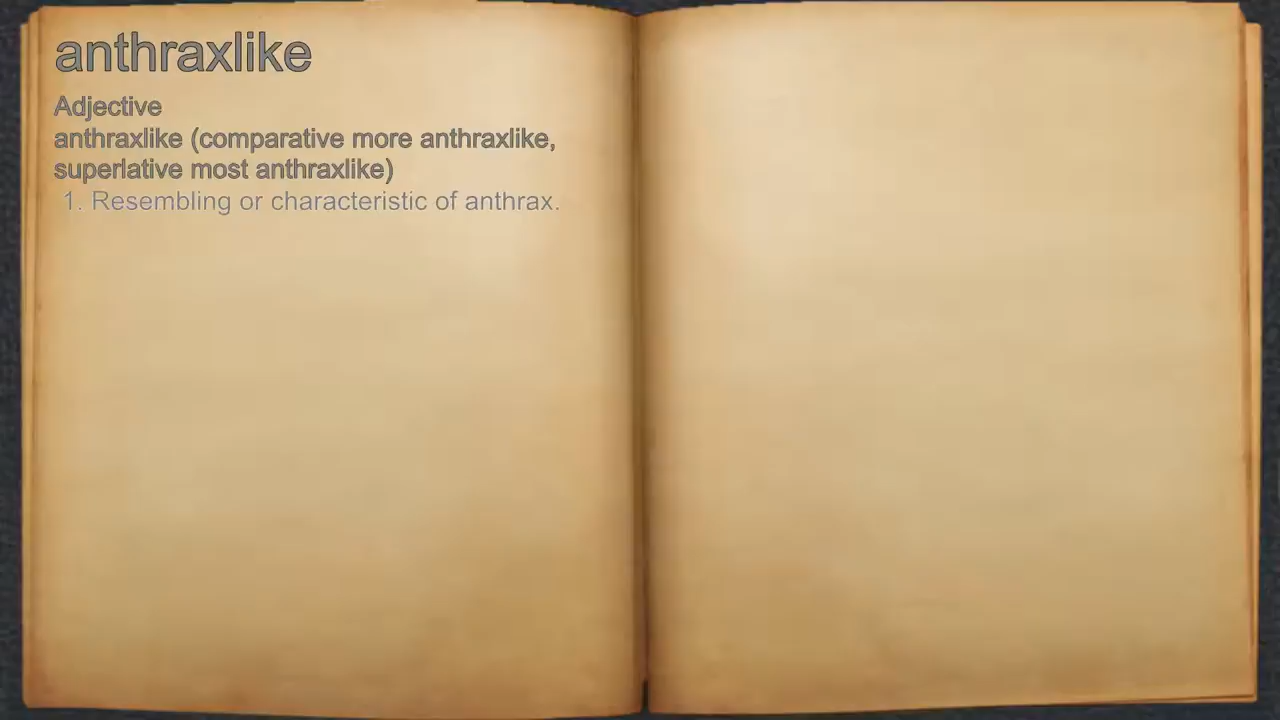 anthraxlike
Adjective
anthraxlike (comparative more anthraxlike,
superlative most anthraxlike)
1. Resembling or characteristic of anthrax.